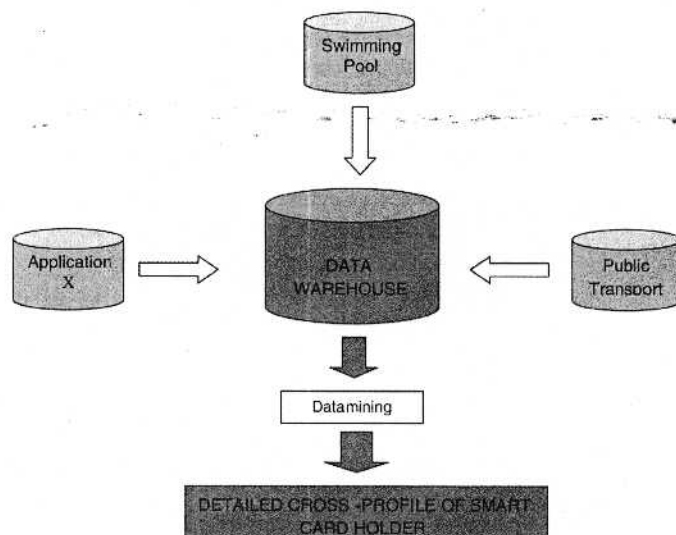 Swimming
Pool
Application
X
DATA
WAREHOUSE
Public
Transport
Datamining
DETAILED CROSS -PROFILE OF SMART
CARD HOLDER